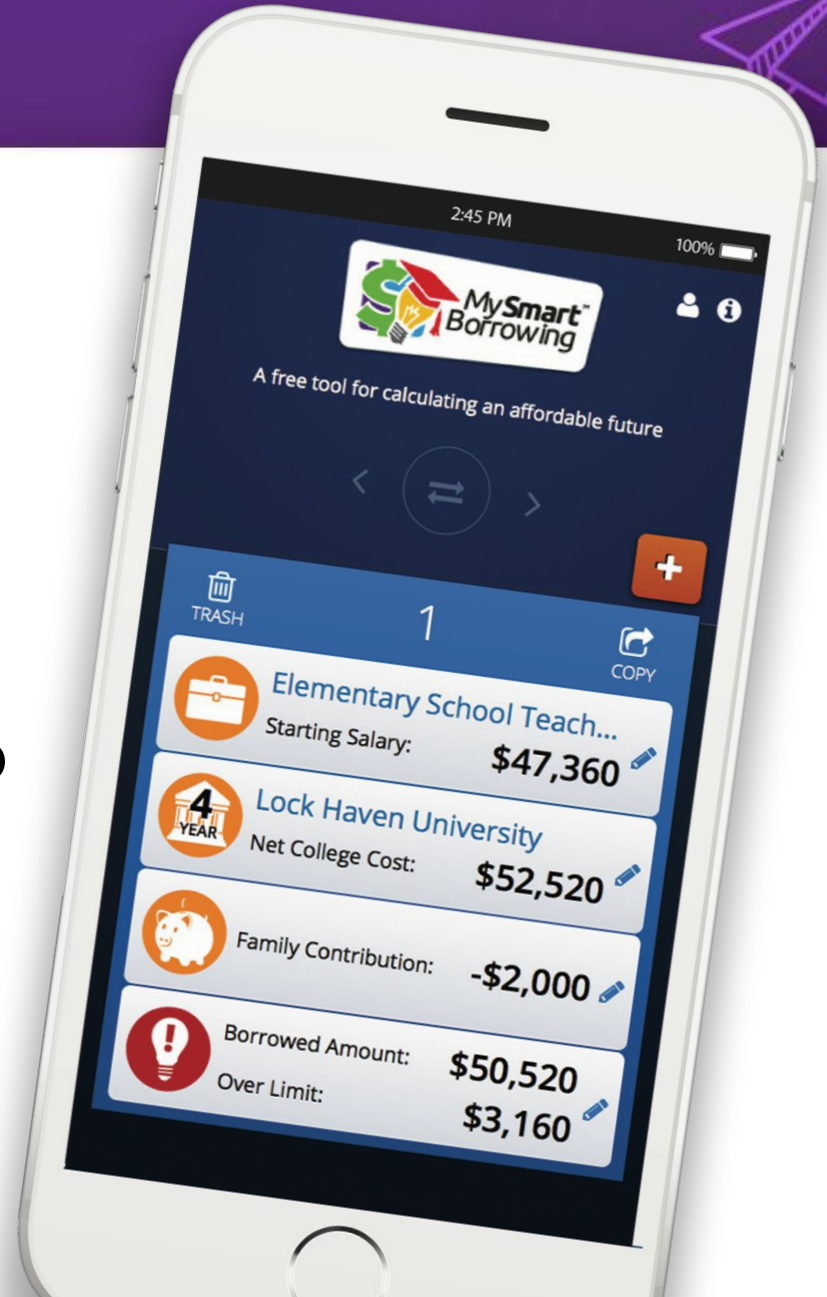 2:45 PM
100%
$
My Smart™
Borrowing
A free tool for calculating an affordable future
TRASH
1
COPY
Elementary School Teach...
Starting Salary:
$47,360
4
YEAR
Lock Haven University
Net College Cost:
$52,520
Family Contribution:
-$2,000
Borrowed Amount:
$50,520
Over Limit:
$3,160